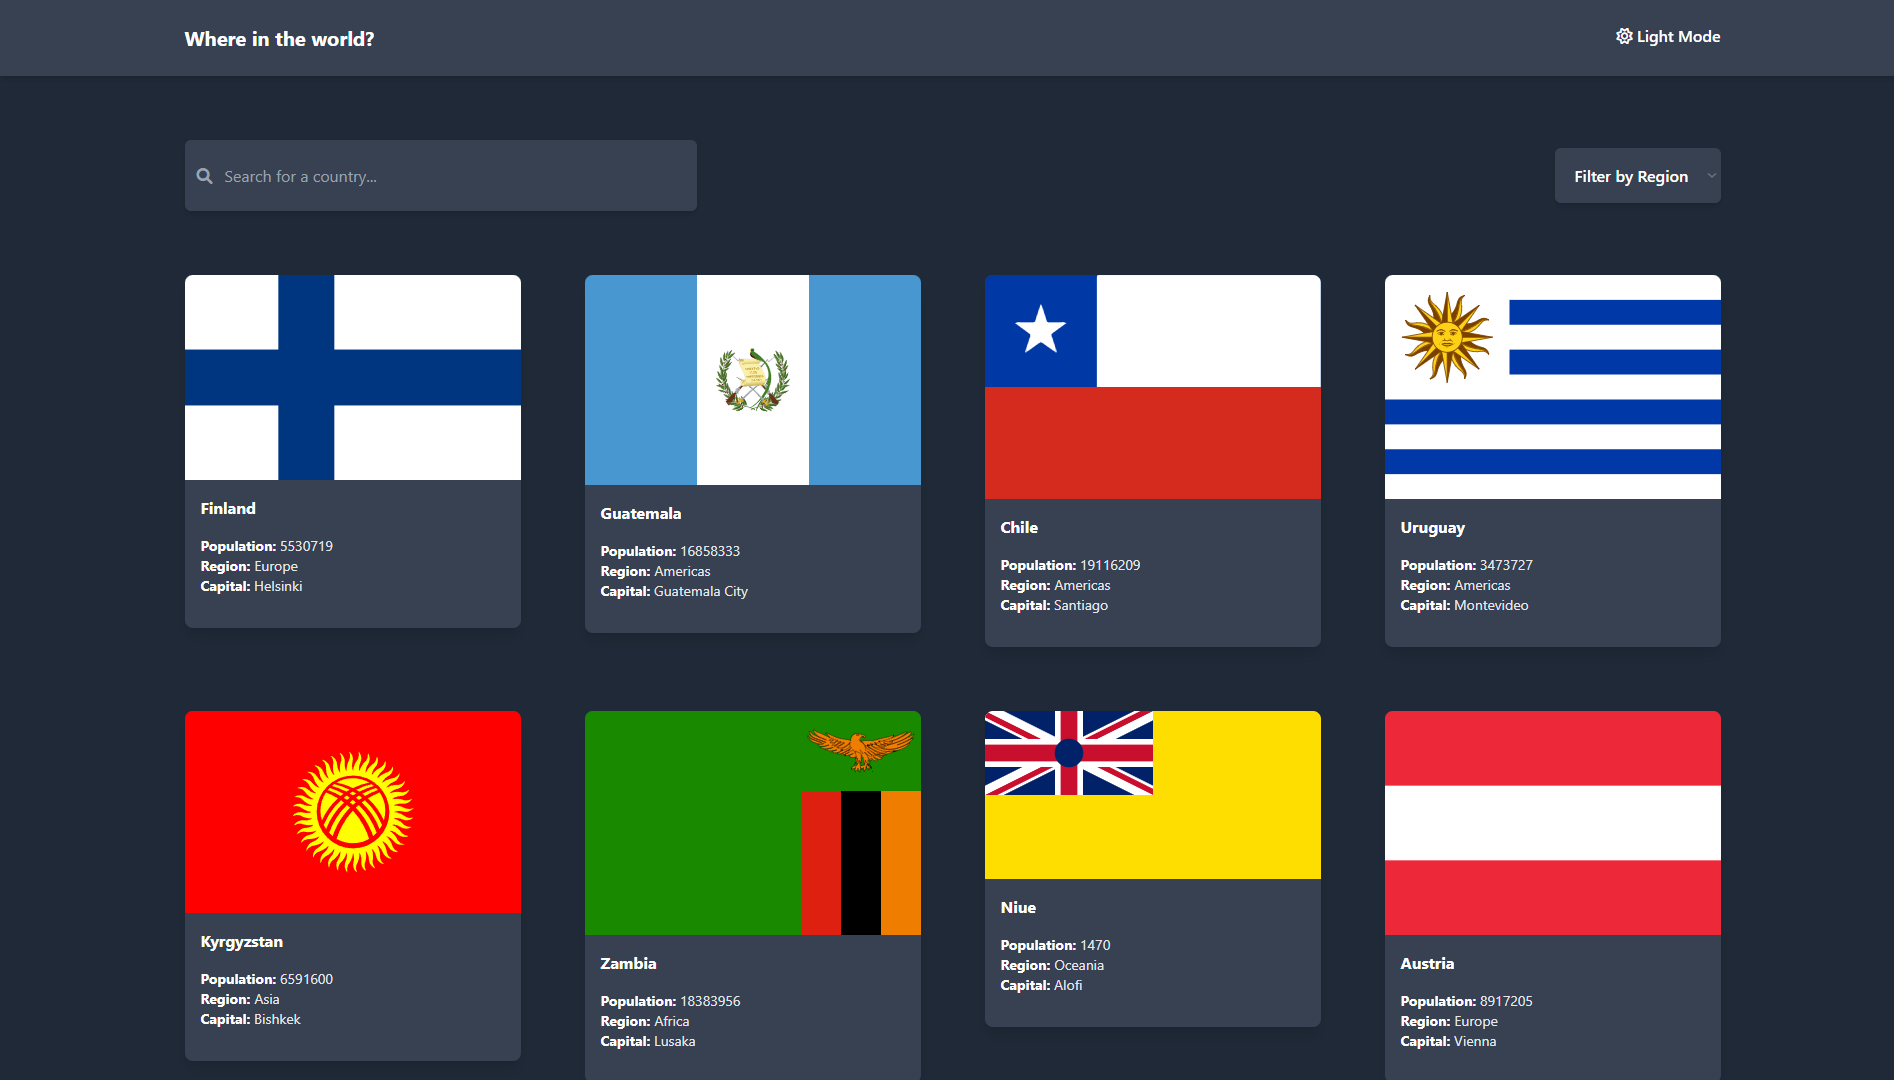 Where in the world?
Light Mode
Search for a country...
Filter by Region
Finland
Population: 5530719
Region: Europe
Capital: Helsinki
Guatemala
Population: 16858333
Region: Americas
Capital: Guatemala City
Chile
Population: 19116209
Region: Americas
Capital: Santiago
Uruguay
Population: 3473727
Region: Americas
Capital: Montevideo
Kyrgyzstan
Population: 6591600
Region: Asia
Capital: Bishkek
Zambia
Population: 18383956
Region: Africa
Capital: Lusaka
Niue
Population: 1470
Region: Oceania
Capital: Alofi
Austria
Population: 8917205
Region: Europe
Capital: Vienna